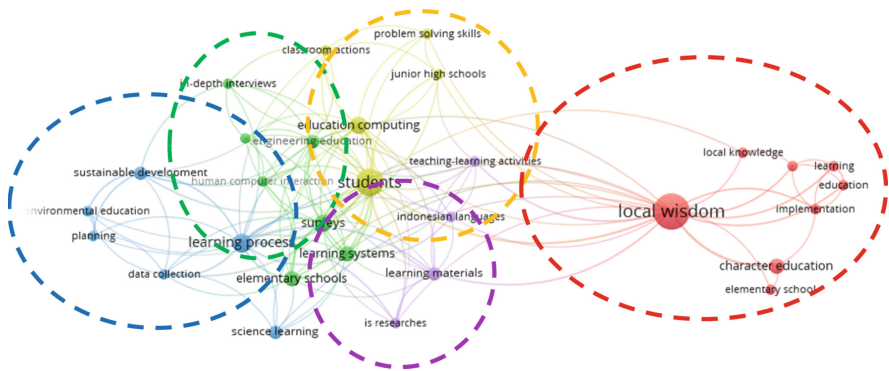 problem solving skills
classroom actions
junior high schools
in-depth interviews
education computing
engineering education
teaching-learning activities
local knowledge
learning
sustainable development
human computer interaction
students
education
environmental education
indonesian languages
local wisdom
implementation
planning
surveys
learning process
learning systems
data collection
elementary schools
learning materials
character education
elementary school
is researches
science learning